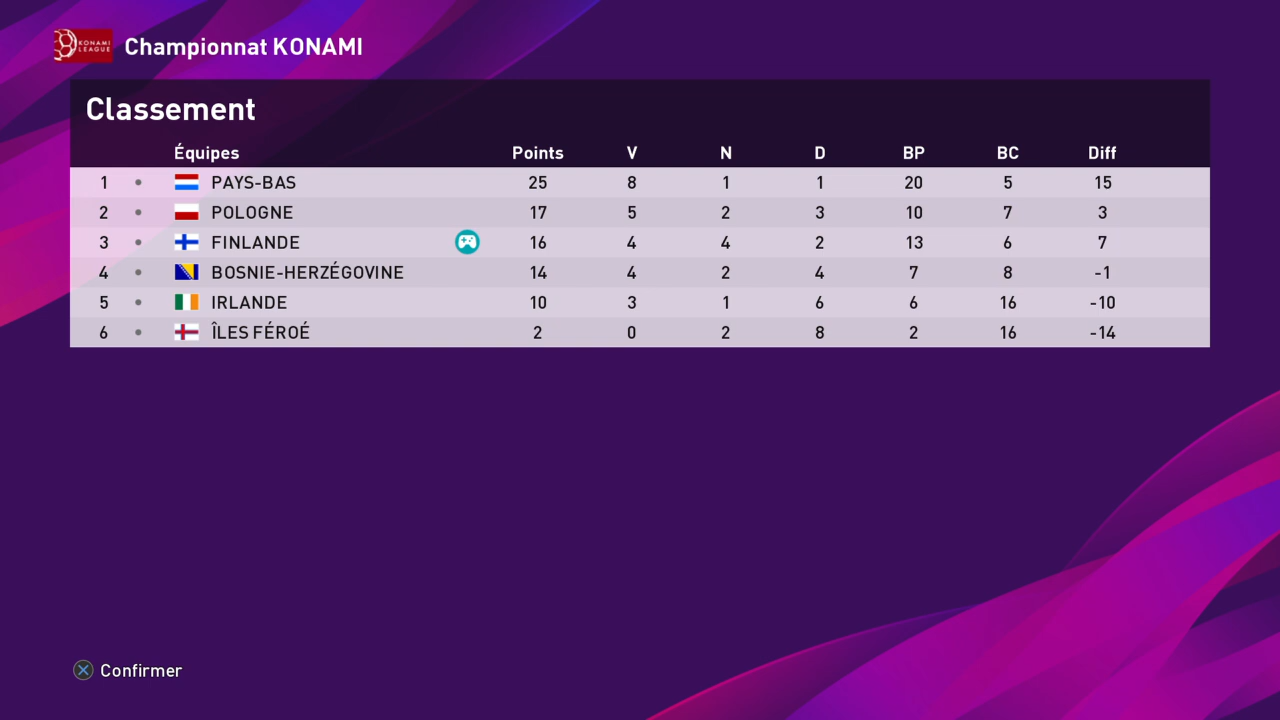 KONAMI
LEAGUE
Championnat KONAMI
Classement
Équipes Points V N D BP BC Diff
1 PAYS-BAS 25 8 1 1 20 5 15
2 POLOGNE 17 5 2 3 10 7 3
3 FINLANDE 16 4 4 2 13 6 7
4 BOSNIE-HERZÉGOVINE 14 4 2 4 7 8 -1
5 IRLANDE 10 3 1 6 6 16 -10
6 ÎLES FÉROÉ 2 0 2 8 2 16 -14
Confirmer